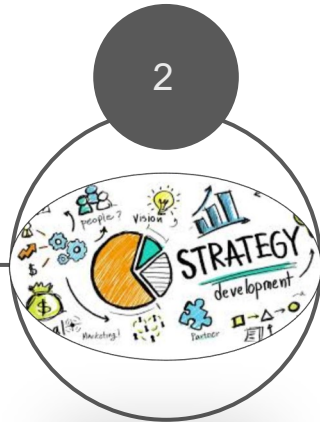 2
people?
Vision
STRATEGY
development
$
$
Marketing!
Partner